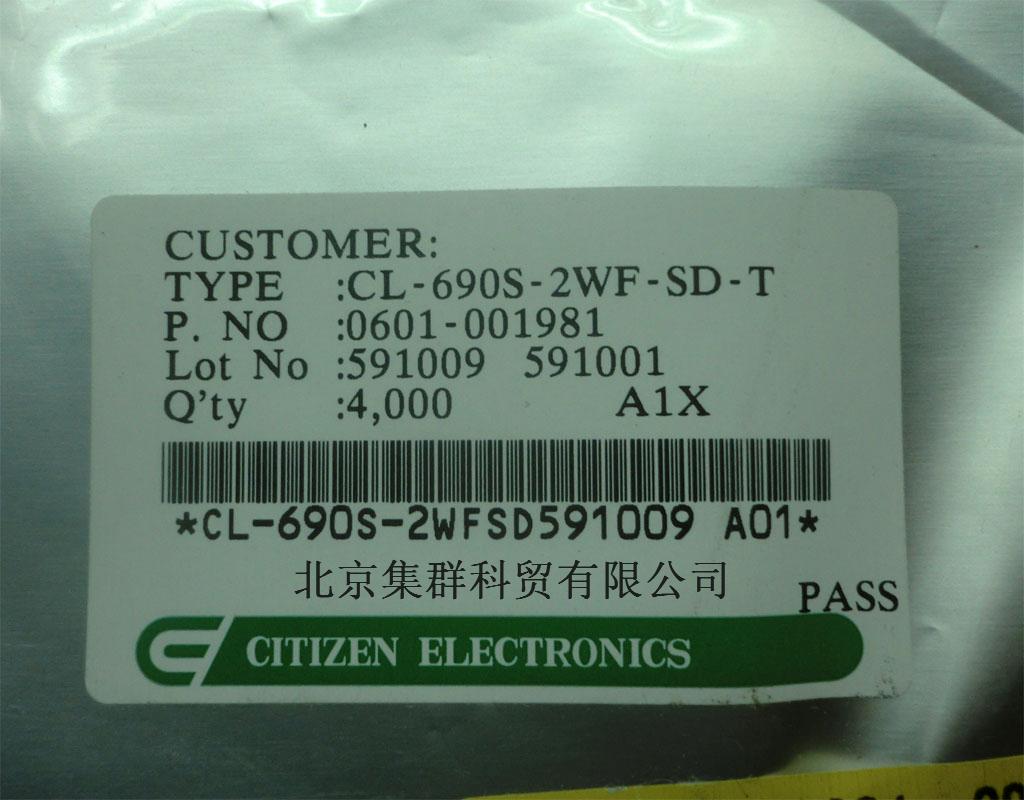 CUSTOMER:
TYPE :CL-690S-2WF-SD-T
P. NO :0601-001981
Lot No :591009 591001
Q'ty :4,000 A1X
*CL-690S-2WFSD591009 A01*
北京集群科贸有限公司
PASS
CITIZEN ELECTRONICS